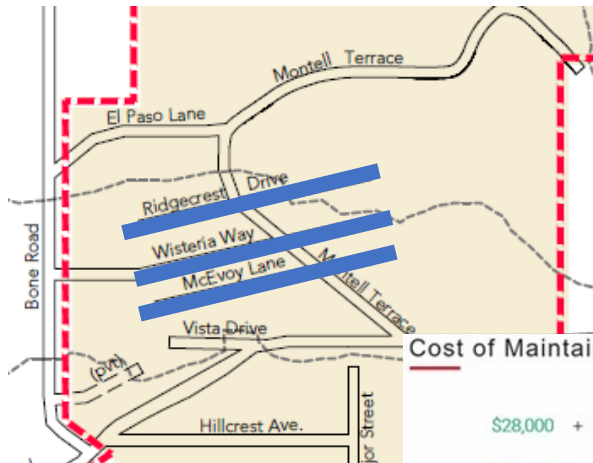 Montell Terrace
El Paso Lane
Ridgecrest Drive
Wisteria Way
McEvoy Lane
Bone Road
Montell Terrace
Vista Drive
(pvt)
Cost of Maintai
$28,000 +
Hillcrest Ave.
jor Street